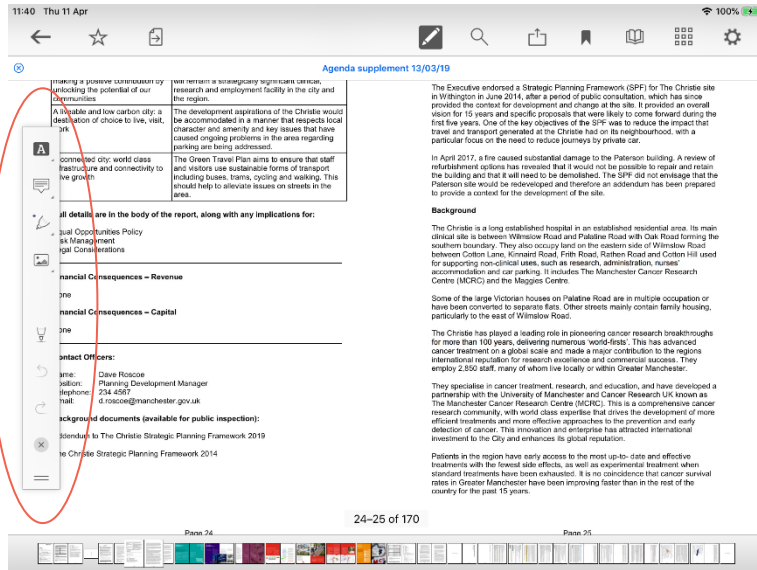 11:40 Thu 11 Apr
100%
Agenda supplement 13/03/19
making a positive contribution by
unlocking the potential of our
communities
will remain a strategically significant clinical,
research and employment facility in the city and
the region.
A liveable and low carbon city: a
destination of choice to live, visit,
ork
The development aspirations of the Christie would
be accommodated in a manner that respects local
character and amenity and key issues that have
caused ongoing problems in the area regarding
parking are being addressed.
connected city: world class
frastructure and connectivity to
ive growth
The Green Travel Plan aims to ensure that staff
and visitors use sustainable forms of transport
including buses, trams, cycling and walking. This
should help to alleviate issues on streets in the
area.
ull details are in the body of the report, along with any implications for:
qual Opportunities Policy
sk Management
egal Considerations
nancial Consequences – Revenue
one
nancial Consequences – Capital
one
ontact Officers:
ame: Dave Roscoe
osition: Planning Development Manager
elephone: 234 4567
mail: d.roscoe@manchester.gov.uk
ackground documents (available for public inspection):
ddendum to The Christie Strategic Planning Framework 2019
he Christie Strategic Planning Framework 2014
Page 24
The Executive endorsed a Strategic Planning Framework (SPF) for The Christie site
in Withington in June 2014, after a period of public consultation, which has since
provided the context for development and change at the site. It provided an overall
vision for 15 years and specific proposals that were likely to come forward during the
first five years. One of the key objectives of the SPF was to reduce the impact that
travel and transport generated at the Christie had on its neighbourhood, with a
particular focus on the need to reduce journeys by private car.
In April 2017, a fire caused substantial damage to the Paterson building. A review of
refurbishment options has revealed that it would not be possible to repair and retain
the building and that it will need to be demolished. The SPF did not envisage that the
Paterson site would be redeveloped and therefore an addendum has been prepared
to provide a context for the development of the site.
Background
The Christie is a long established hospital in an established residential area. Its main
clinical site is between Wilmslow Road and Palatine Road with Oak Road forming the
southern boundary. They also occupy land on the eastern side of Wilmslow Road
between Cotton Lane, Kinnaird Road, Frith Road, Rathen Road and Cotton Hill used
for supporting non-clinical uses, such as research, administration, nurses'
accommodation and car parking. It includes The Manchester Cancer Research
Centre (MCRC) and the Maggies Centre.
Some of the large Victorian houses on Palatine Road are in multiple occupation or
have been converted to separate flats. Other streets mainly contain family housing,
particularly to the east of Wilmslow Road.
The Christie has played a leading role in pioneering cancer research breakthroughs
for more than 100 years, delivering numerous 'world-firsts'. This has advanced
cancer treatment on a global scale and made a major contribution to the regions
international reputation for research excellence and commercial success. They
employ 2,850 staff, many of whom live locally or within Greater Manchester.
They specialise in cancer treatment, research, and education, and have developed a
partnership with the University of Manchester and Cancer Research UK known as
The Manchester Cancer Research Centre (MCRC). This is a comprehensive cancer
research community, with world class expertise that drives the development of more
efficient treatments and more effective approaches to the prevention and early
detection of cancer. This innovation and enterprise has attracted international
investment to the City and enhances its global reputation.
Patients in the region have early access to the most up-to- date and effective
treatments with the fewest side effects, as well as experimental treatment when
standard treatments have been exhausted. It is no coincidence that cancer survival
rates in Greater Manchester have been improving faster than in the rest of the
country for the past 15 years.
Page 25
24–25 of 170